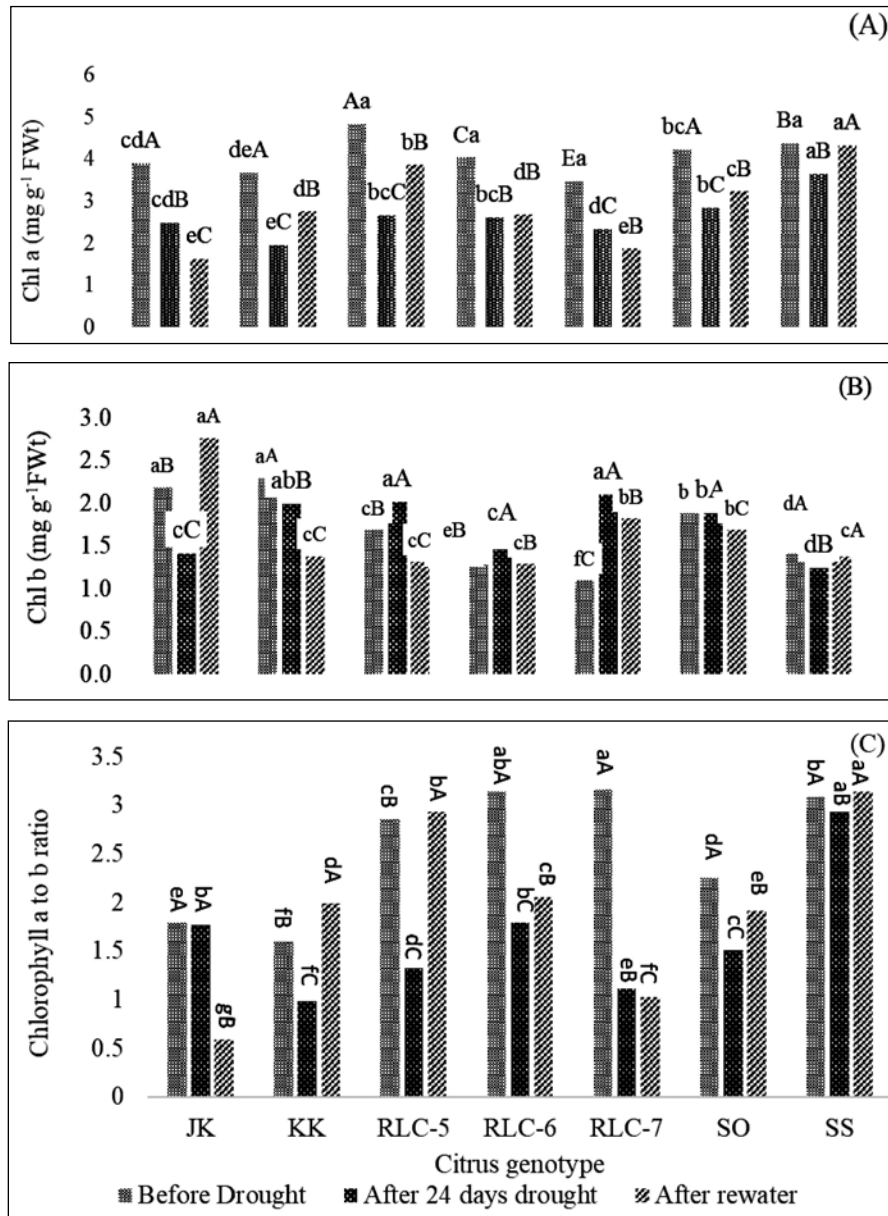 (A)
Chl a (mg g⁻¹ FWt)
6
5
4
3
2
1
0
cdA cdB eC deA eC dB Aa bcC bB Ca bcB dB Ea dC eB bcA bC cB Ba aB aA
(B)
Chl b (mg g⁻¹FWt)
3.0
2.5
2.0
1.5
1.0
0.5
0.0
aB cC aA aA abB cC cB aA cC eB cA cB fC aA bB b bA bC dA dB cA
(C)
Chlorophyll a to b ratio
3.5
3
2.5
2
1.5
1
0.5
0
eA bA gB fB fC dA cB dC bA abA bC cB aA eB fC dA cC eB bA aB aA
JK KK RLC-5 RLC-6 RLC-7 SO SS
Citrus genotype
Before Drought After 24 days drought After rewater